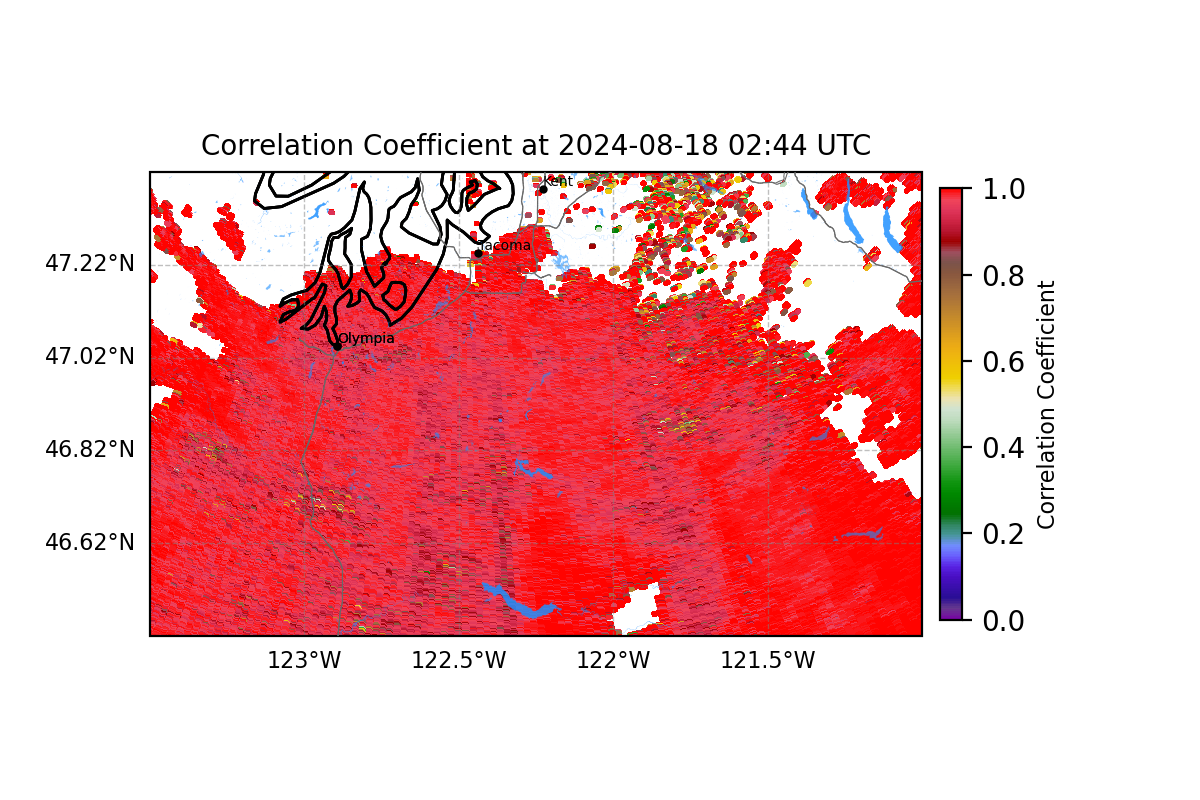 Correlation Coefficient at 2024-08-18 02:44 UTC
Kent
Tacoma
Olympia
47.22°N
47.02°N
46.82°N
46.62°N
123°W
122.5°W
122°W
121.5°W
1.0
0.8
0.6
0.4
0.2
0.0
Correlation Coefficient